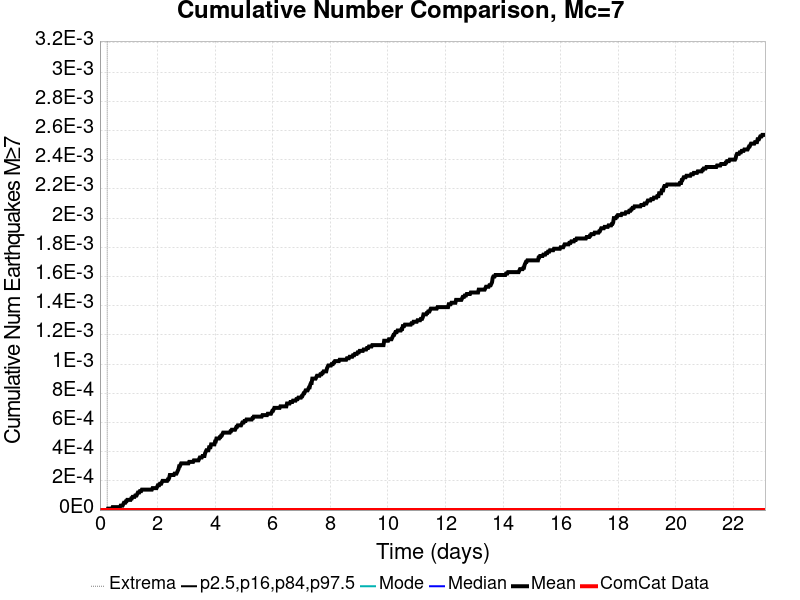 Cumulative Number Comparison, Mc=7
Cumulative Num Earthquakes M≥7
3.2E-3
3E-3
2.8E-3
2.6E-3
2.4E-3
2.2E-3
2E-3
1.8E-3
1.6E-3
1.4E-3
1.2E-3
1E-3
8E-4
6E-4
4E-4
2E-4
0E0
0 2 4 6 8 10 12 14 16 18 20 22
Time (days)
Extrema p2.5,p16,p84,p97.5 Mode Median Mean ComCat Data